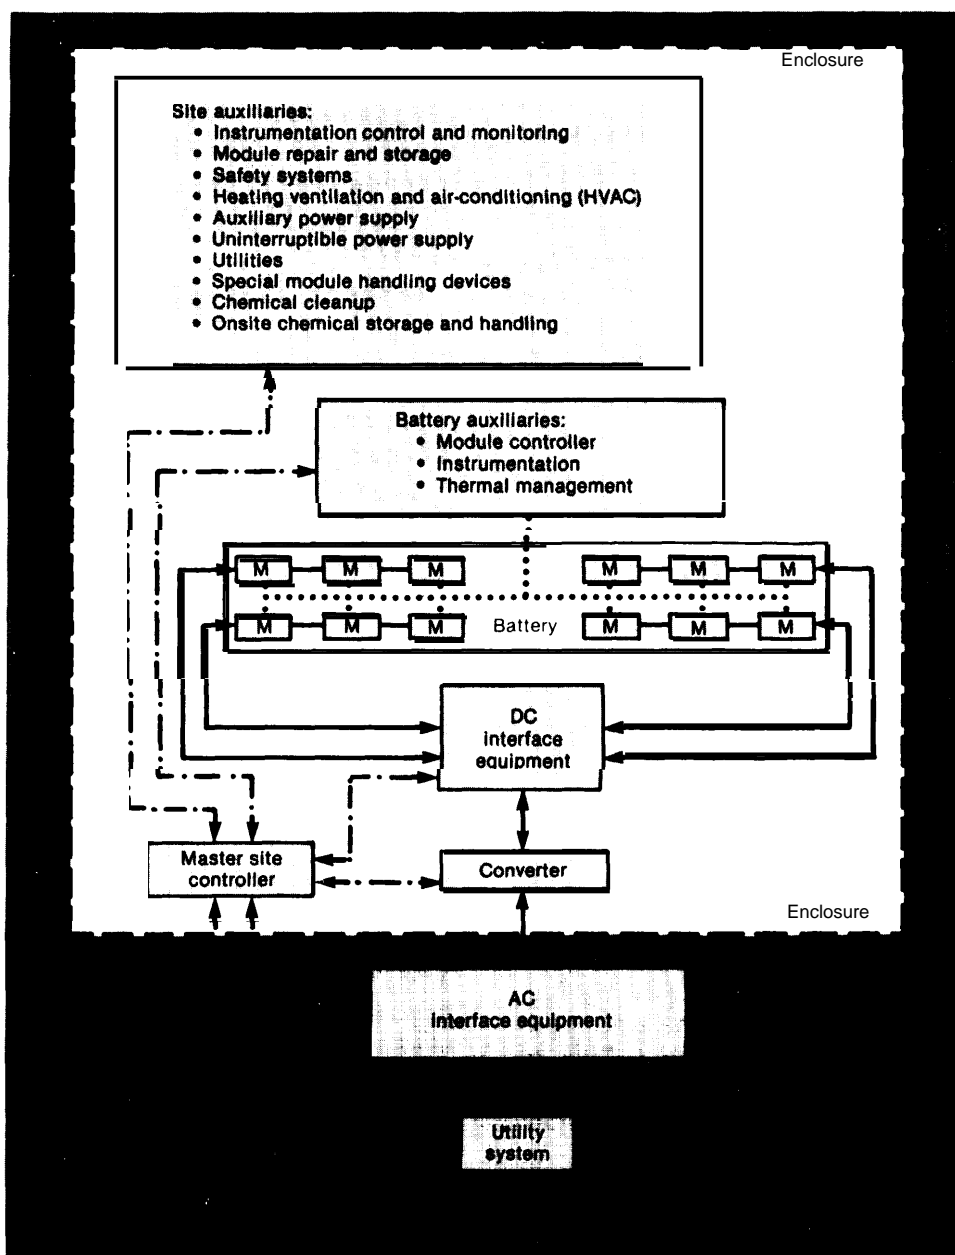 Enclosure
Site auxiliaries:
• Instrumentation control and monitoring
• Module repair and storage
• Safety systems
• Heating ventilation and air-conditioning (HVAC)
• Auxiliary power supply
• Uninterruptible power supply
• Utilities
• Special module handling devices
• Chemical cleanup
• Onsite chemical storage and handling
Battery auxiliaries:
• Module controller
• Instrumentation
• Thermal management
M M M M M M
M M M Battery M M M
DC
interface
equipment
Master site
controller
Converter
Enclosure
AC
interface equipment
Utility
system